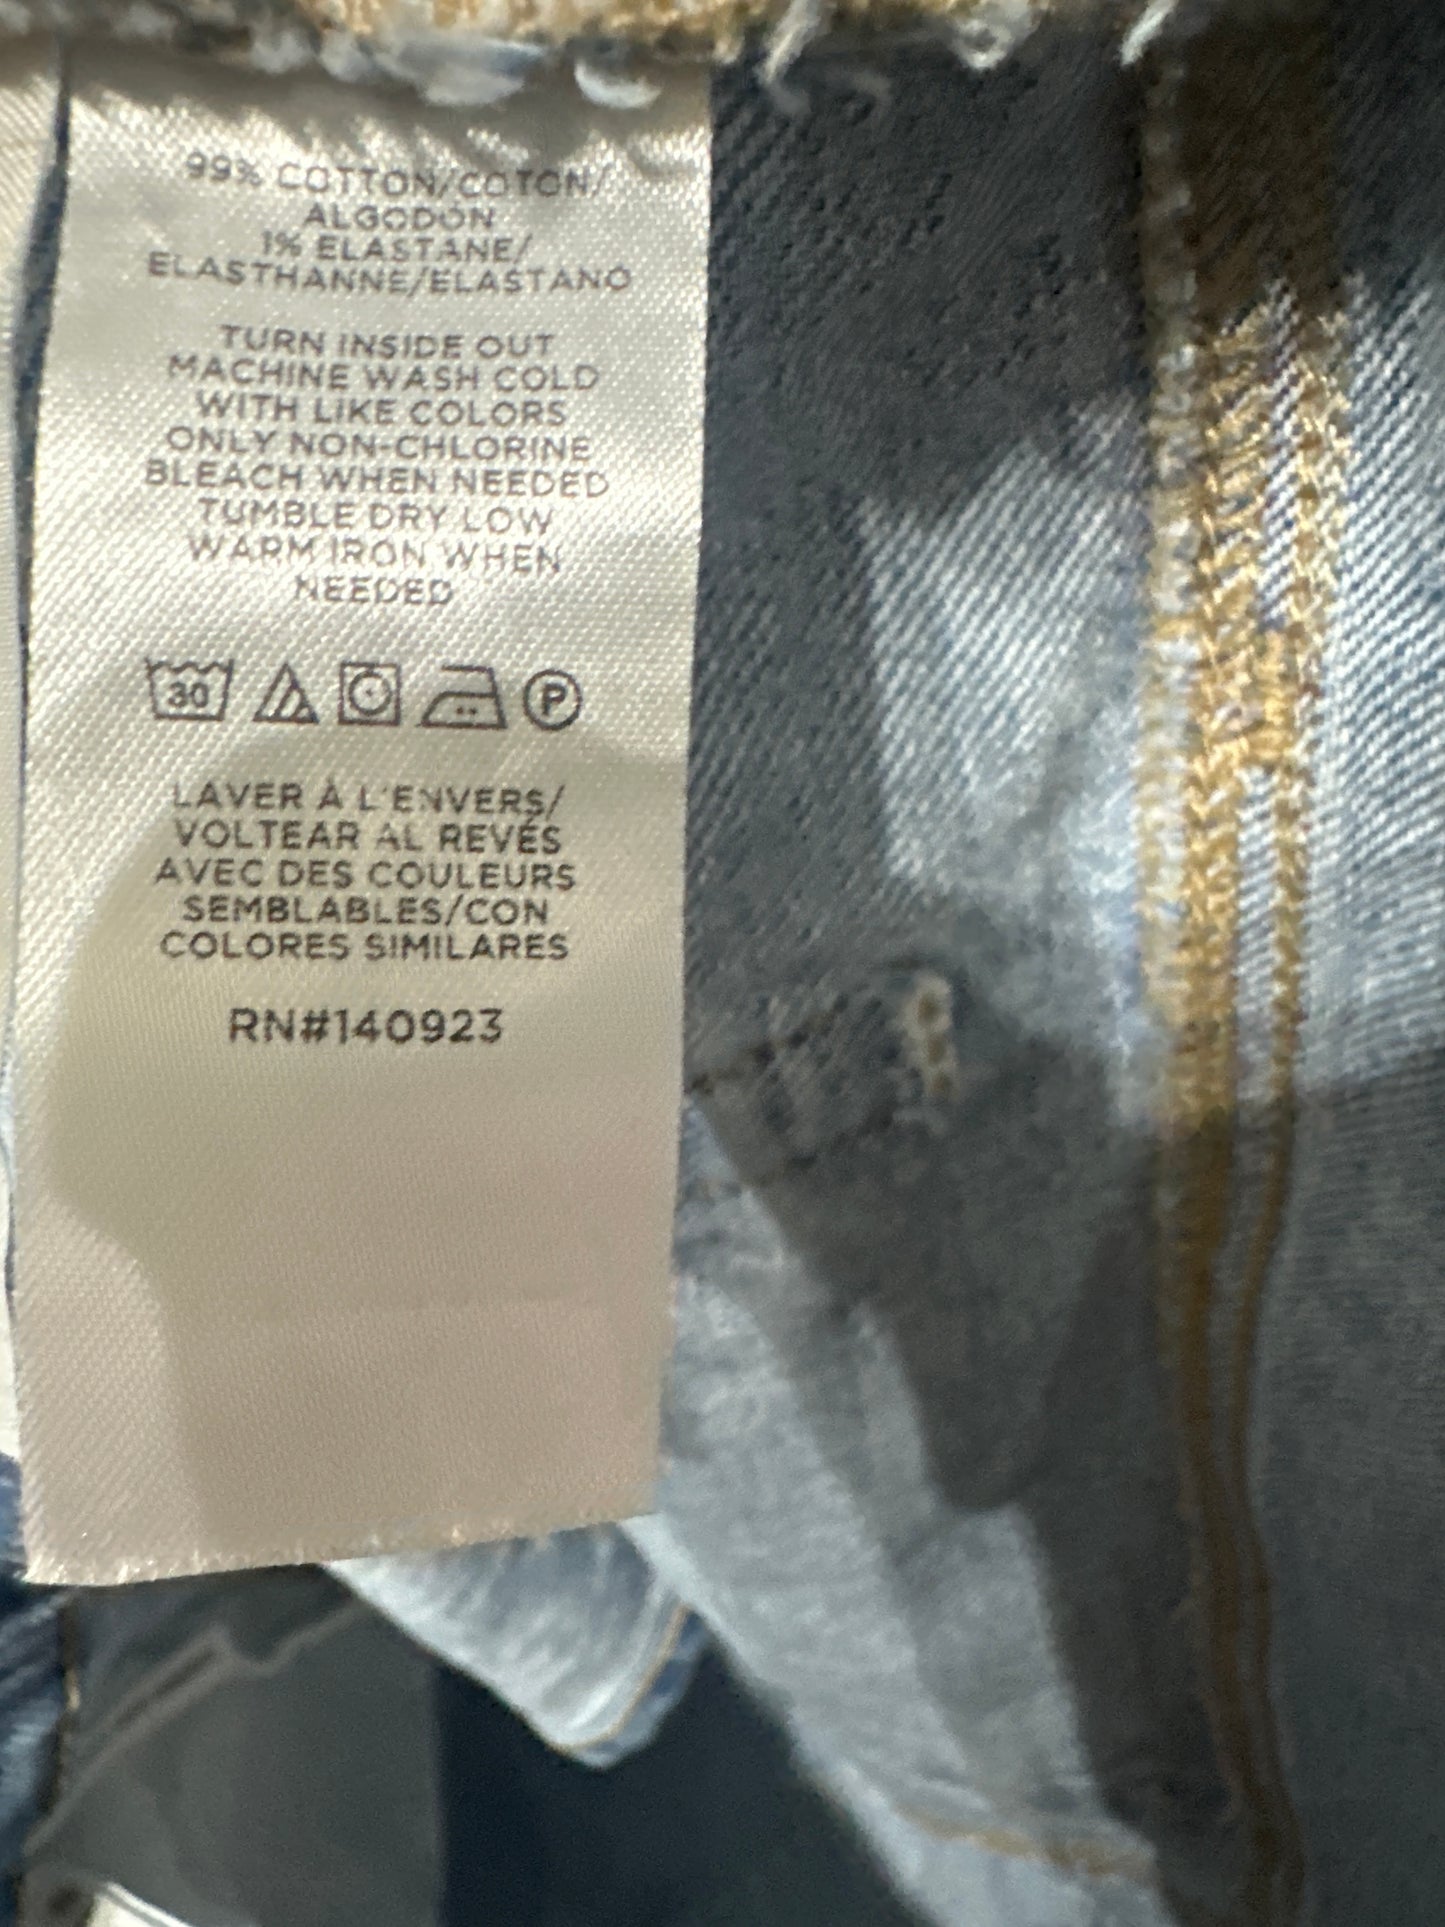 99% COTTON/COTON/
ALGODÓN
1% ELASTANE/
ELASTHANNE/ELASTANO
TURN INSIDE OUT
MACHINE WASH COLD
WITH LIKE COLORS
ONLY NON-CHLORINE
BLEACH WHEN NEEDED
TUMBLE DRY LOW
WARM IRON WHEN
NEEDED
30 P
LAVER À L'ENVERS/
VOLTEAR AL REVÉS
AVEC DES COULEURS
SEMBLABLES/CON
COLORES SIMILARES
RN#140923